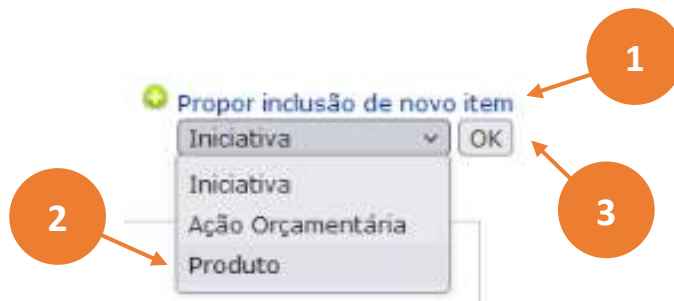 1
Propor inclusão de novo item
Iniciativa OK
Iniciativa
Ação Orçamentária
Produto
2
3